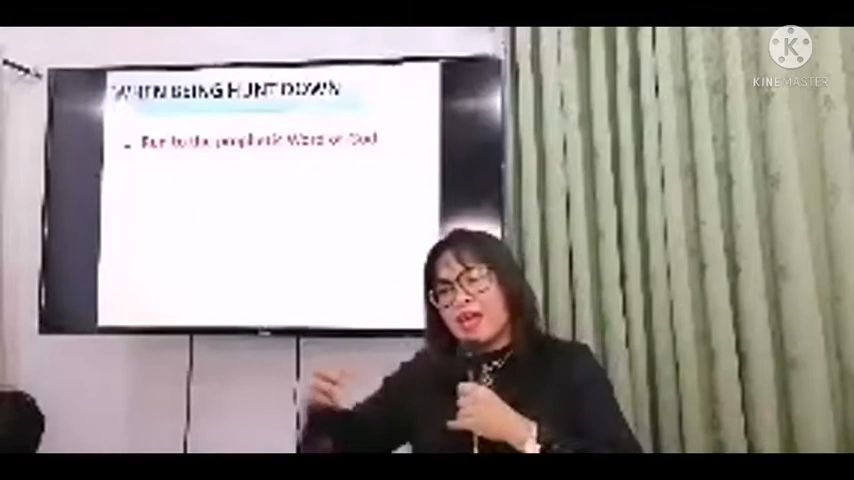 WHEN BEING HUNT DOWN
Run to the prophetic Word of God
KINEMASTER